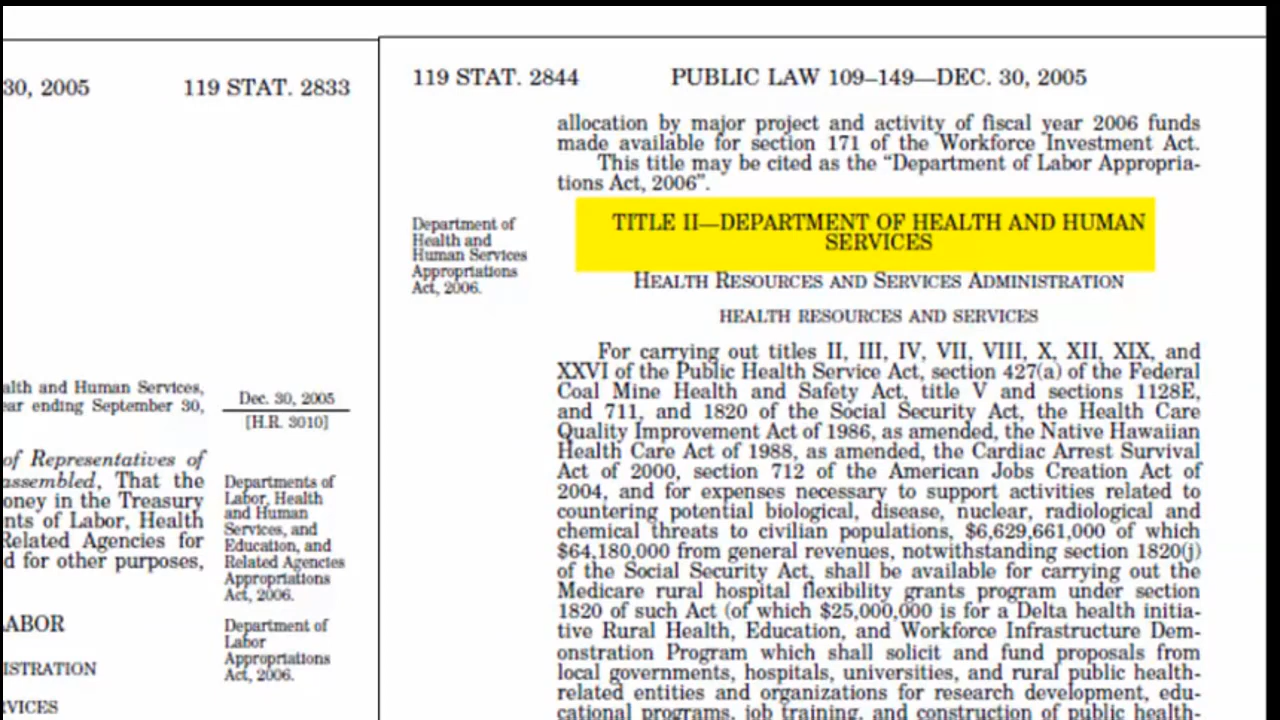 30, 2005 119 STAT. 2833
alth and Human Services,
ear ending September 30,
Dec. 30, 2005
[H.R. 3010]
of Representatives of
assembled, That the
oney in the Treasury
nts of Labor, Health
Related Agencies for
d for other purposes,
Departments of
Labor, Health
and Human
Services, and
Education, and
Related Agencies
Appropriations
Act, 2006.
LABOR
ISTRATION
RVICES
Department of
Labor
Appropriations
Act, 2006.
119 STAT. 2844 PUBLIC LAW 109–149—DEC. 30, 2005
allocation by major project and activity of fiscal year 2006 funds
made available for section 171 of the Workforce Investment Act.
This title may be cited as the “Department of Labor Appropria-
tions Act, 2006”.
Department of
Health and
Human Services
Appropriations
Act, 2006.
TITLE II—DEPARTMENT OF HEALTH AND HUMAN
SERVICES
HEALTH RESOURCES AND SERVICES ADMINISTRATION
HEALTH RESOURCES AND SERVICES
For carrying out titles II, III, IV, VII, VIII, X, XII, XIX, and
XXVI of the Public Health Service Act, section 427(a) of the Federal
Coal Mine Health and Safety Act, title V and sections 1128E,
and 711, and 1820 of the Social Security Act, the Health Care
Quality Improvement Act of 1986, as amended, the Native Hawaiian
Health Care Act of 1988, as amended, the Cardiac Arrest Survival
Act of 2000, section 712 of the American Jobs Creation Act of
2004, and for expenses necessary to support activities related to
countering potential biological, disease, nuclear, radiological and
chemical threats to civilian populations, $6,629,661,000 of which
$64,180,000 from general revenues, notwithstanding section 1820(j)
of the Social Security Act, shall be available for carrying out the
Medicare rural hospital flexibility grants program under section
1820 of such Act (of which $25,000,000 is for a Delta health initia-
tive Rural Health, Education, and Workforce Infrastructure Dem-
onstration Program which shall solicit and fund proposals from
local governments, hospitals, universities, and rural public health-
related entities and organizations for research development, edu-
cational programs, job training, and construction of public health-